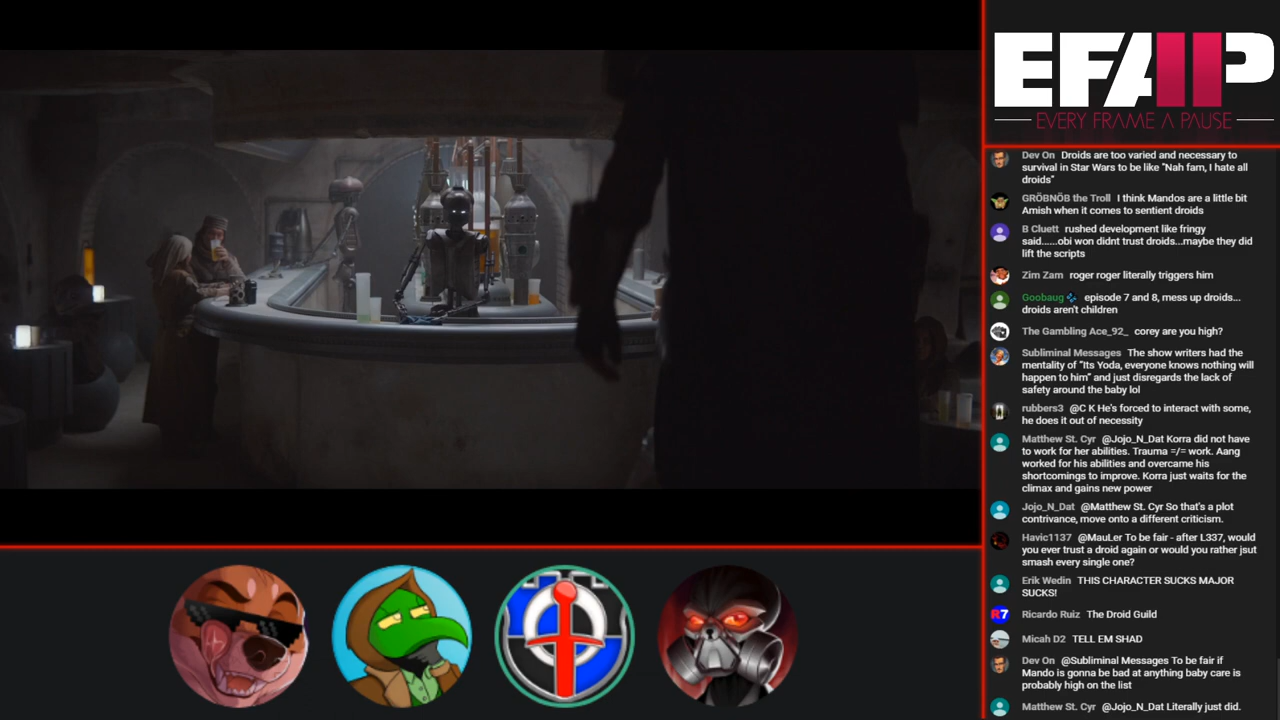 EFAP
EVERY FRAME A PAUSE
Dev On Droids are too varied and necessary to
survival in Star Wars to be like "Nah fam, I hate all
droids"
GRÖBNÖB the Troll I think Mandos are a little bit
Amish when it comes to sentient droids
B Cluett rushed development like fringy
said......obi won didnt trust droids...maybe they did
lift the scripts
Zim Zam roger roger literally triggers him
Goobaug episode 7 and 8, mess up droids...
droids aren't children
The Gambling Ace_92_ corey are you high?
Subliminal Messages The show writers had the
mentality of "Its Yoda, everyone knows nothing will
happen to him" and just disregards the lack of
safety around the baby lol
rubbers3 @C K He's forced to interact with some,
he does it out of necessity
Matthew St. Cyr @Jojo_N_Dat Korra did not have
to work for her abilities. Trauma =/= work. Aang
worked for his abilities and overcame his
shortcomings to improve. Korra just waits for the
climax and gains new power
Jojo_N_Dat @Matthew St. Cyr So that's a plot
contrivance, move onto a different criticism.
Havic1137 @MauLer To be fair - after L337, would
you ever trust a droid again or would you rather jsut
smash every single one?
Erik Wedin THIS CHARACTER SUCKS MAJOR
SUCKS!
R7 Ricardo Ruiz The Droid Guild
Micah D2 TELL EM SHAD
Dev On @Subliminal Messages To be fair if
Mando is gonna be bad at anything baby care is
probably high on the list
Matthew St. Cyr @Jojo_N_Dat Literally just did.